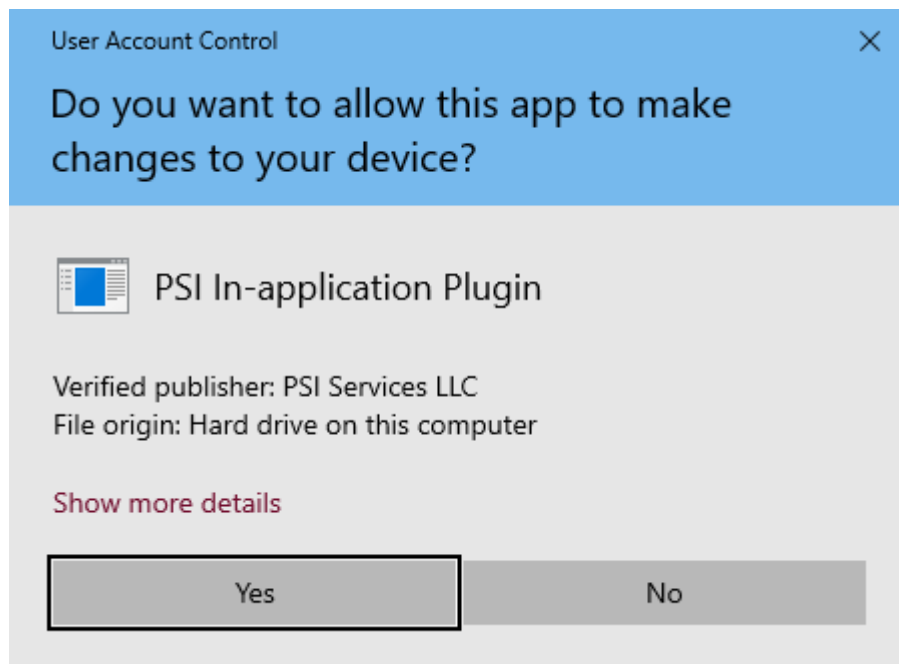 User Account Control
Do you want to allow this app to make
changes to your device?
PSI In-application Plugin
Verified publisher: PSI Services LLC
File origin: Hard drive on this computer
Show more details
Yes
No